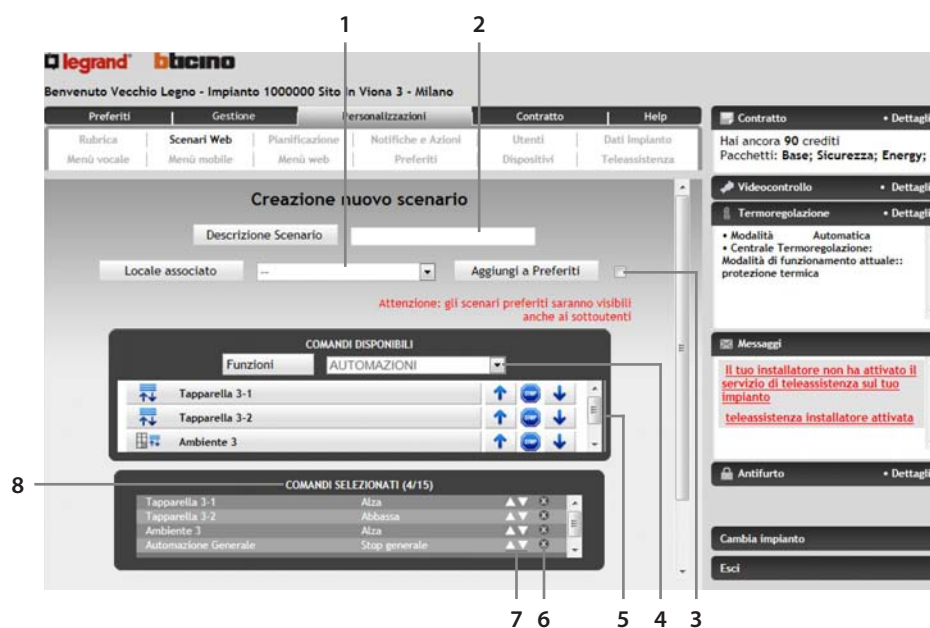 1 2
legrand bticino
Benvenuto Vecchio Legno - Impianto 1000000 Sito in Viona 3 - Milano
Preferiti | Gestione | Personalizzazioni | Contratto | Help
Rubrica | Scenari Web | Pianificazione | Notifiche e Azioni | Utenti | Dati impianto
Menù vocale | Menù mobile | Menù web | Preferiti | Dispositivi | Teleassistenza
Creazione nuovo scenario
Descrizione Scenario
Locale associato -- Aggiungi a Preferiti
Attenzione: gli scenari preferiti saranno visibili
anche ai sottoutenti
COMANDI DISPONIBILI
Funzioni AUTOMAZIONI
Tapparella 3-1 STOP
Tapparella 3-2 STOP
Ambiente 3 STOP
8 COMANDI SELEZIONATI (4/15)
Tapparella 3-1 Alza
Tapparella 3-2 Abbassa
Ambiente 3 Alza
Automazione Generale Stop generale
Contratto • Dettagli
Hai ancora 90 crediti
Pacchetti: Base; Sicurezza; Energy;
Videocontrollo • Dettagli
Termoregolazione • Dettagli
• Modalità Automatica
• Centrale Termoregolazione:
Modalità di funzionamento attuale::
protezione termica
Messaggi
Il tuo installatore non ha attivato il
servizio di teleassistenza sul tuo
impianto
teleassistenza installatore attivata
Antifurto • Dettagli
Cambia impianto
Esci
7 6 5 4 3